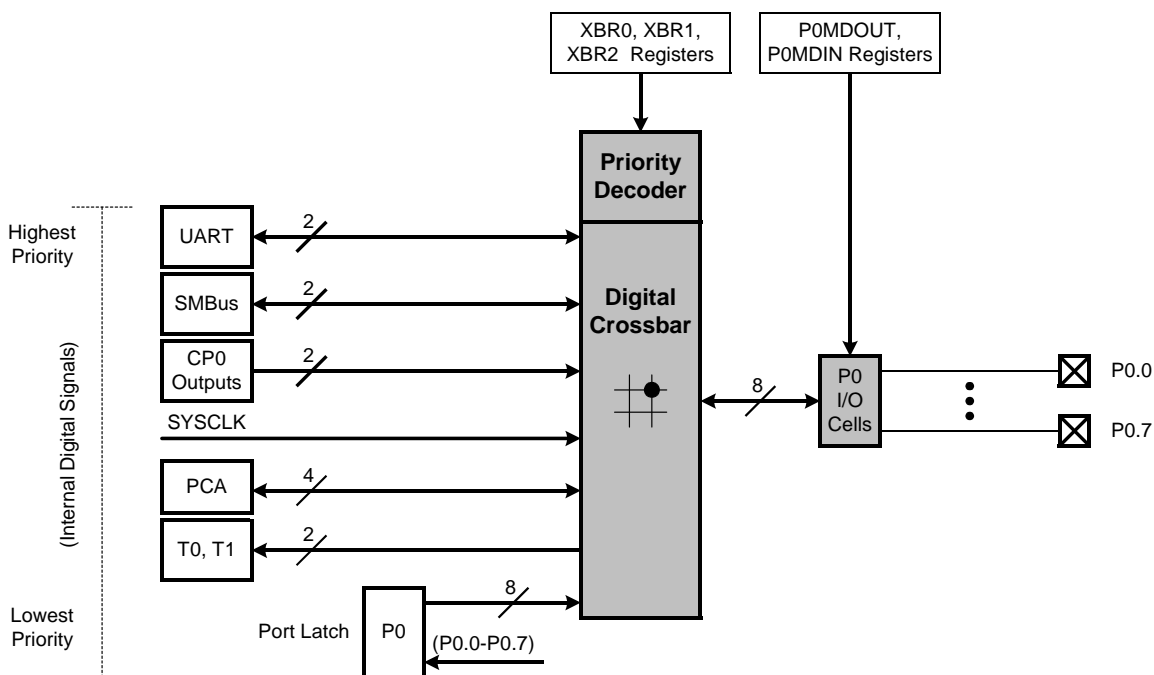 XBR0, XBR1,
XBR2 Registers
P0MDOUT,
P0MDIN Registers
Priority
Decoder
Highest
Priority
UART
2
SMBus
2
Digital
Crossbar
CP0
Outputs
2
P0
I/O
Cells
8
P0.0
P0.7
SYSCLK
(Internal Digital Signals)
PCA
4
T0, T1
2
Lowest
Priority
Port Latch
P0
8
(P0.0-P0.7)